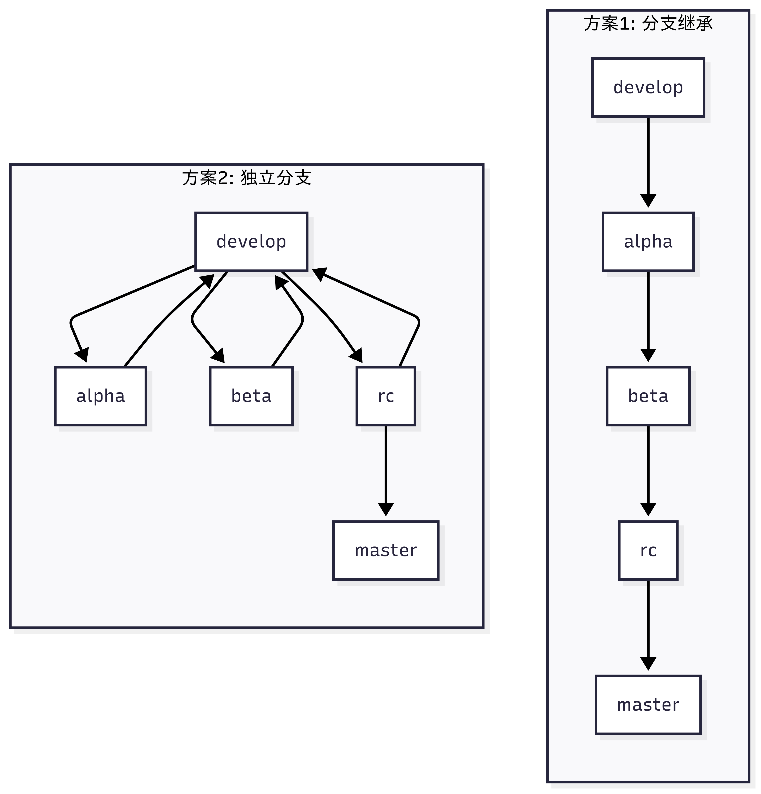 方案2: 独立分支
develop
alpha
beta
rc
master
方案1: 分支继承
develop
alpha
beta
rc
master